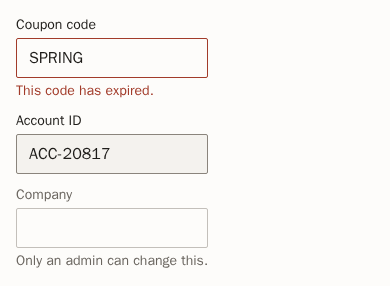 Coupon code
SPRING
This code has expired.
Account ID
ACC-20817
Company
Only an admin can change this.